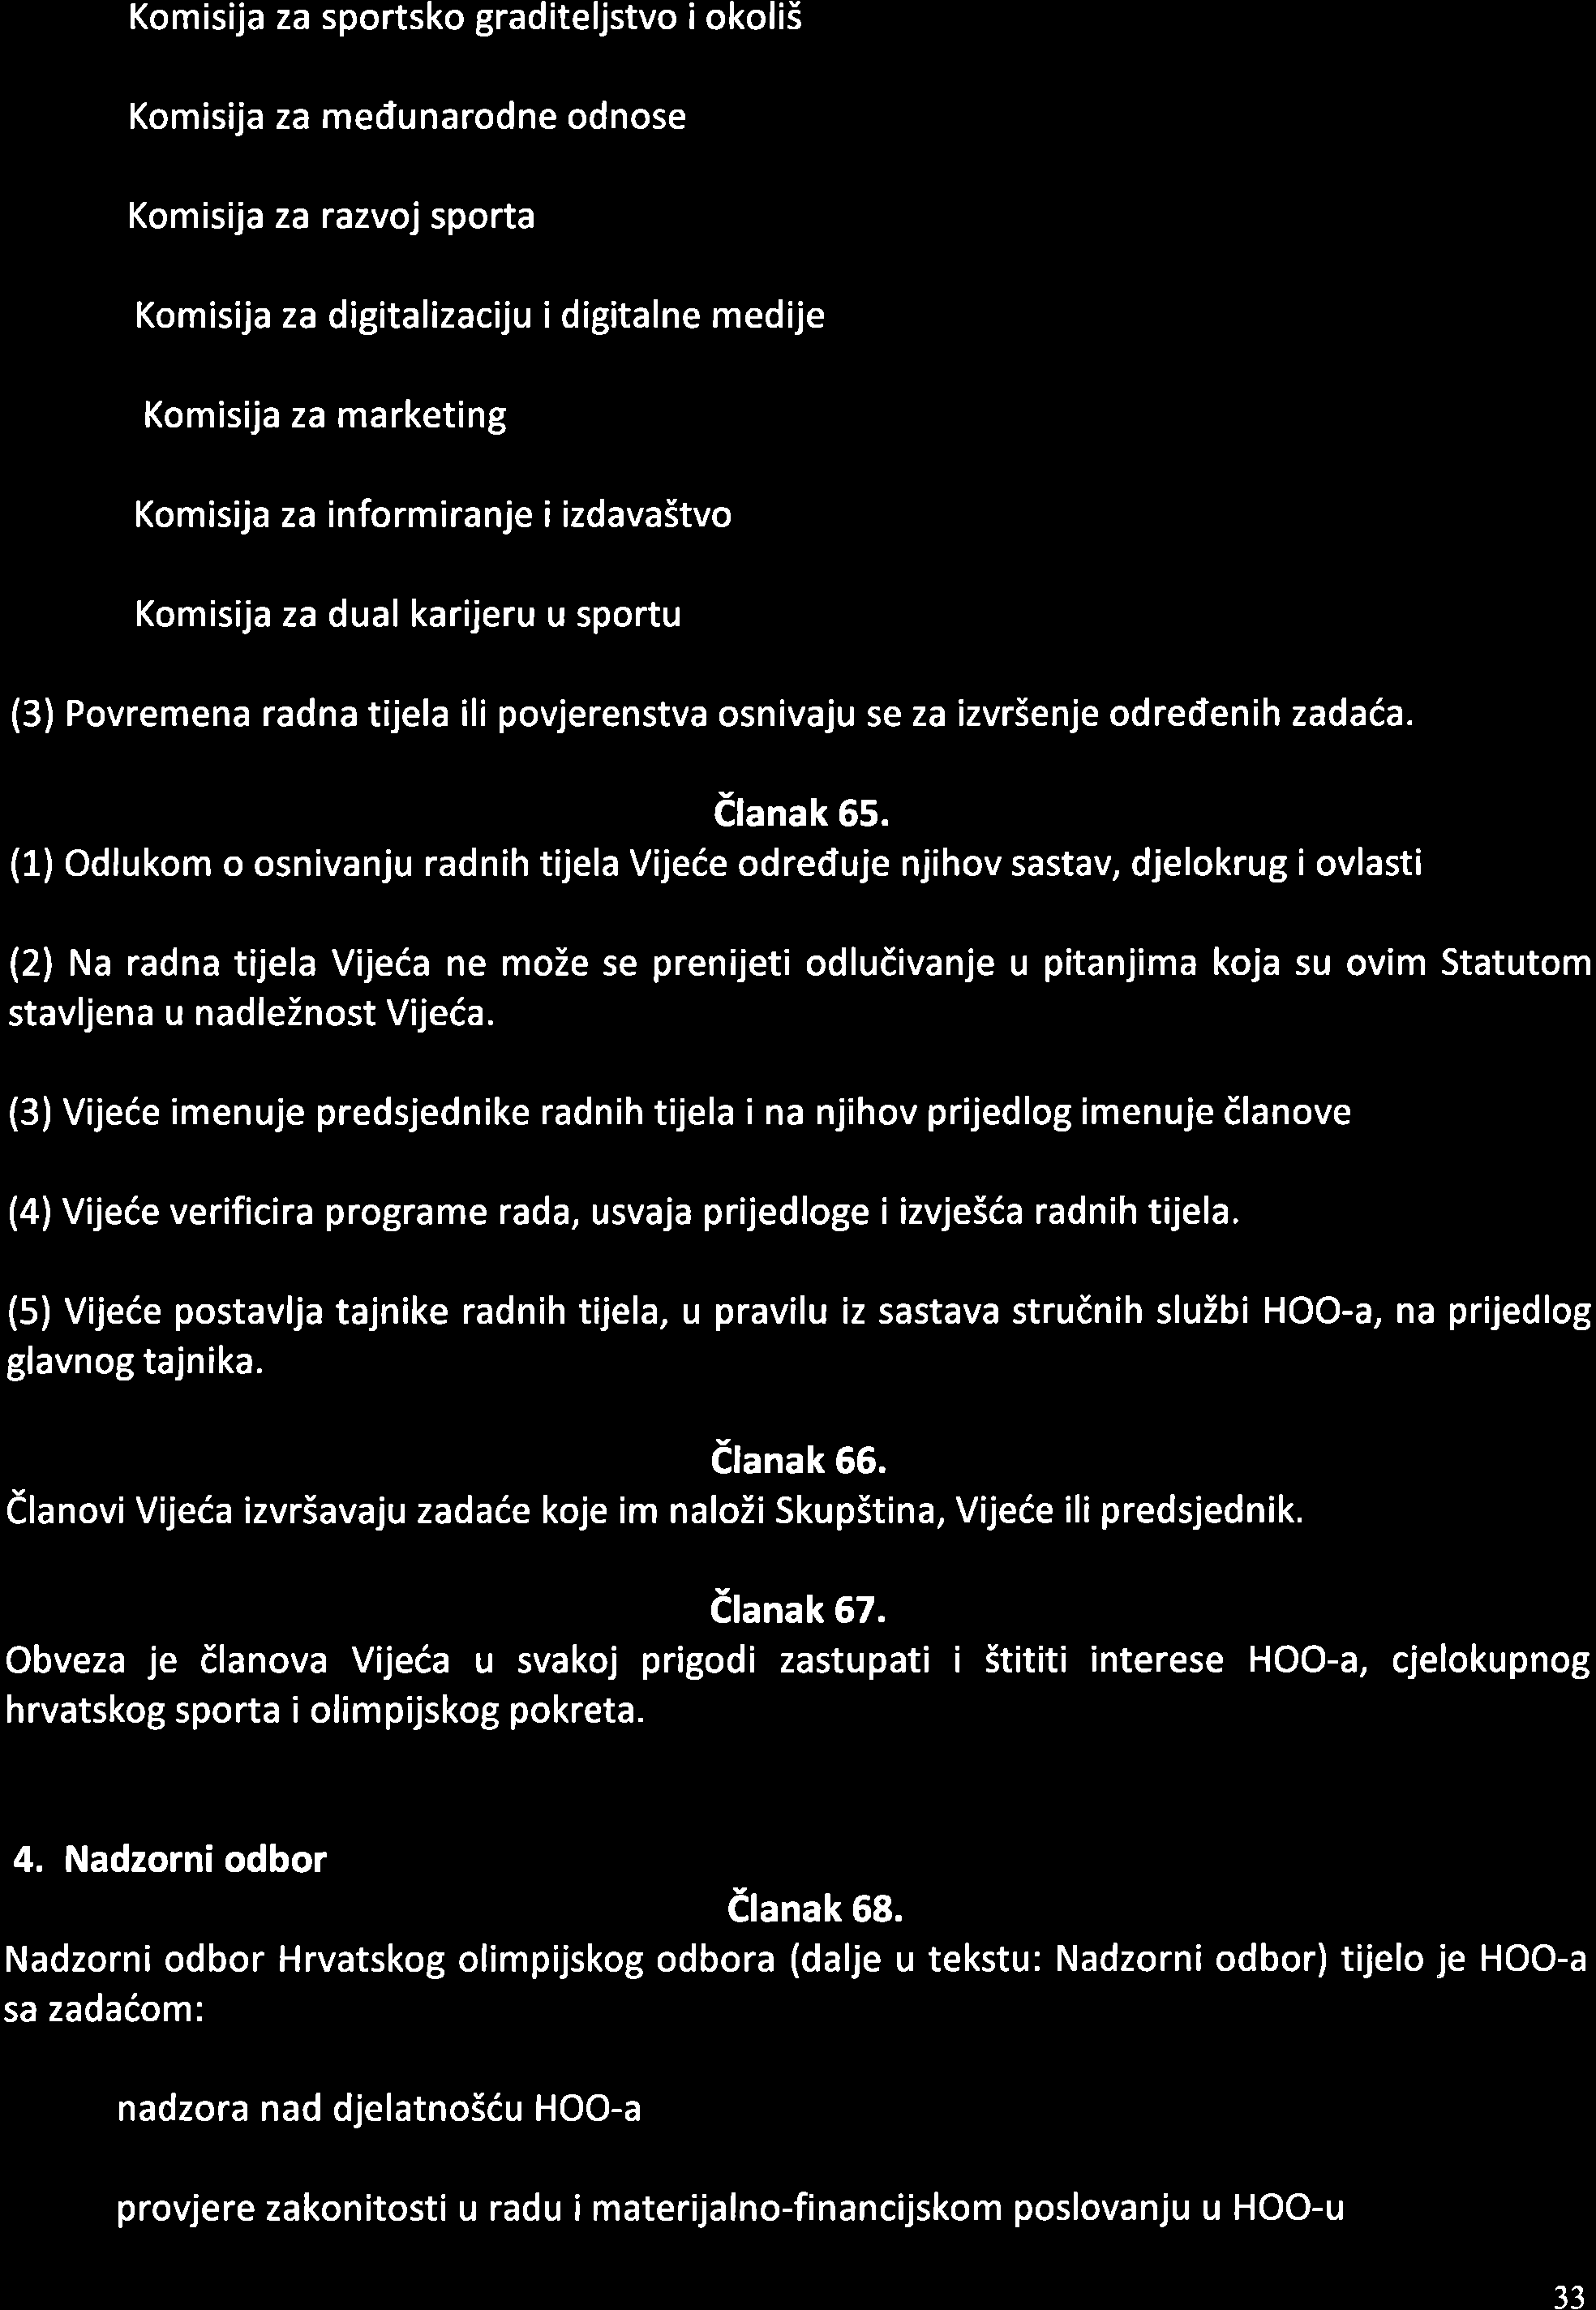 Komisija za sportsko graditeljstvo i okoliš
Komisija za međunarodne odnose
Komisija za razvoj sporta
Komisija za digitalizaciju i digitalne medije
Komisija za marketing
Komisija za informiranje i izdavaštvo
Komisija za dual karijeru u sportu
(3) Povremena radna tijela ili povjerenstva osnivaju se za izvršenje određenih zadaća.
Članak 65.
(1) Odlukom o osnivanju radnih tijela Vijeće određuje njihov sastav, djelokrug i ovlasti
(2) Na radna tijela Vijeća ne može se prenijeti odlučivanje u pitanjima koja su ovim Statutom
stavljena u nadležnost Vijeća.
(3) Vijeće imenuje predsjednike radnih tijela i na njihov prijedlog imenuje članove
(4) Vijeće verificira programe rada, usvaja prijedloge i izvješća radnih tijela.
(5) Vijeće postavlja tajnike radnih tijela, u pravilu iz sastava stručnih službi HOO-a, na prijedlog
glavnog tajnika.
Članak 66.
Članovi Vijeća izvršavaju zadaće koje im naloži Skupština, Vijeće ili predsjednik.
Članak 67.
Obveza je članova Vijeća u svakoj prigodi zastupati i štititi interese HOO-a, cjelokupnog
hrvatskog sporta i olimpijskog pokreta.
4. Nadzorni odbor
Članak 68.
Nadzorni odbor Hrvatskog olimpijskog odbora (dalje u tekstu: Nadzorni odbor) tijelo je HOO-a
sa zadaćom:
nadzora nad djelatnošću HOO-a
provjere zakonitosti u radu i materijalno-financijskom poslovanju u HOO-u
33